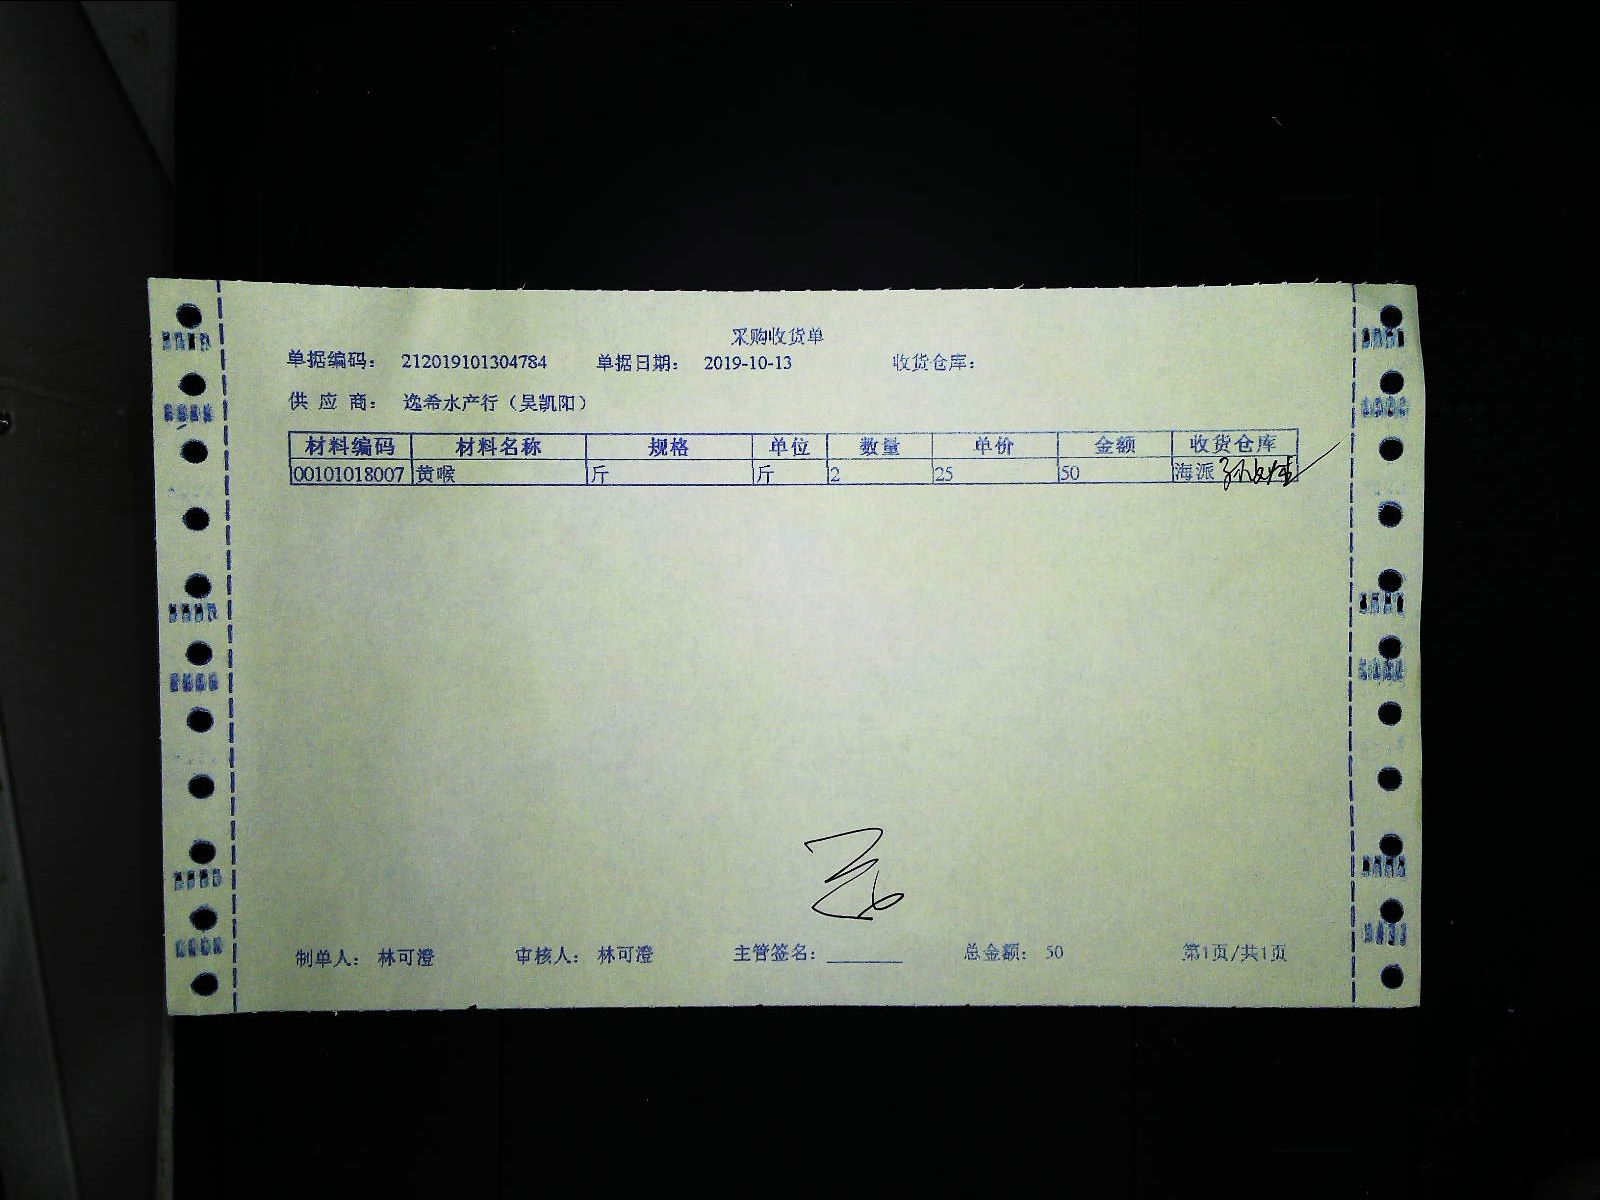 采购收货单
单据编码： 212019101304784 单据日期： 2019-10-13 收货仓库：
供 应 商： 逸希水产行（吴凯阳）
材料编码 材料名称 规格 单位 数量 单价 金额 收货仓库
00101018007 黄喉 斤 斤 2 25 50 海派
制单人： 林可澄 审核人： 林可澄 主管签名： 总金额： 50 第1页/共1页